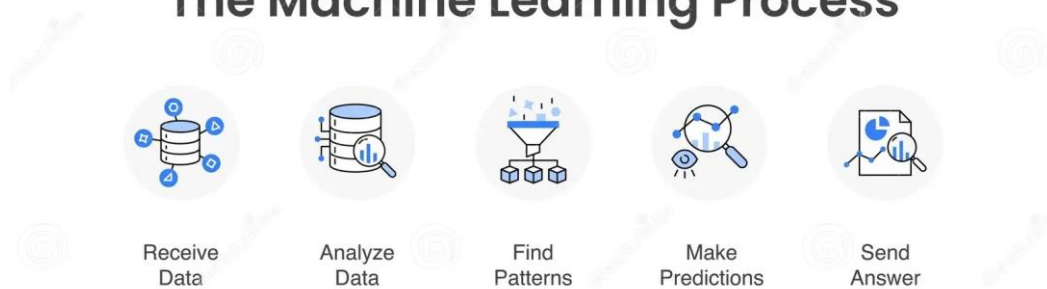 The Machine Learning Process
Receive
Data
Analyze
Data
Find
Patterns
Make
Predictions
Send
Answer